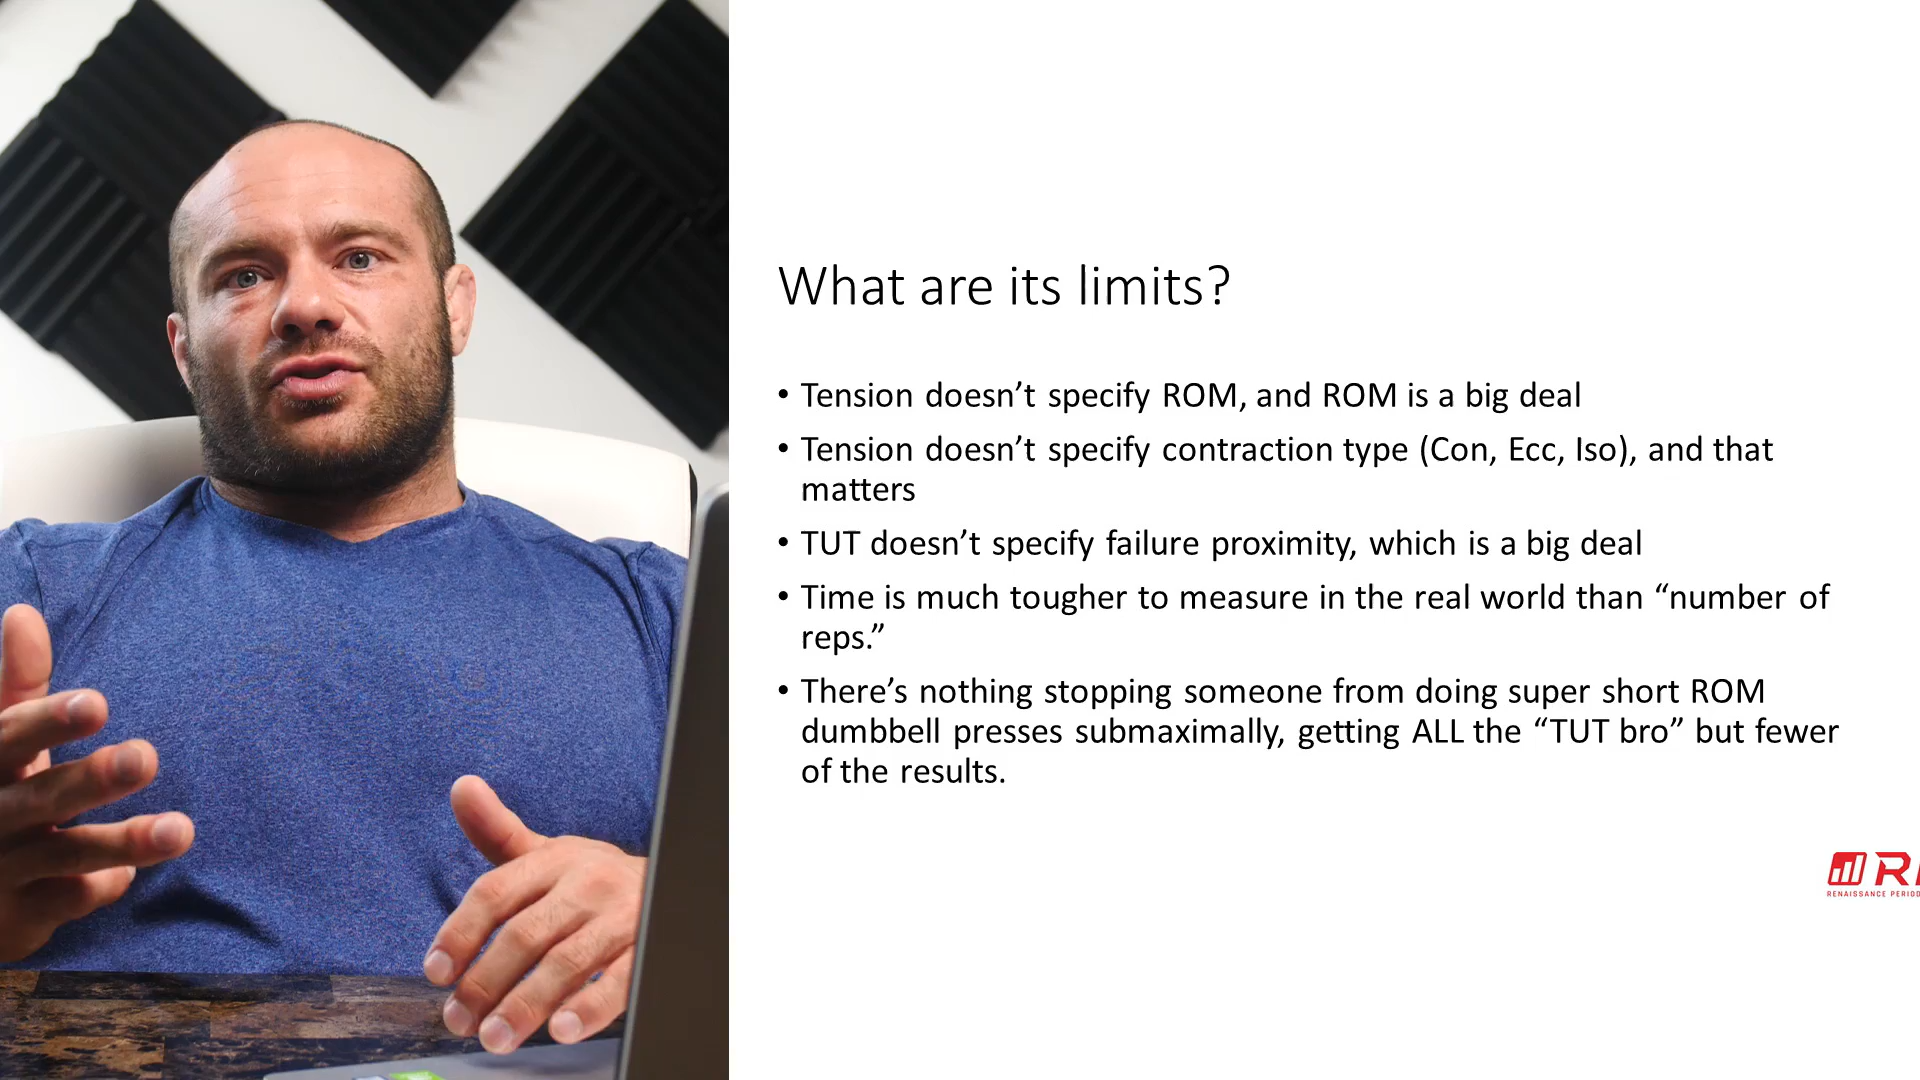 What are its limits?
• Tension doesn’t specify ROM, and ROM is a big deal
• Tension doesn’t specify contraction type (Con, Ecc, Iso), and that
matters
• TUT doesn’t specify failure proximity, which is a big deal
• Time is much tougher to measure in the real world than “number of
reps.”
• There’s nothing stopping someone from doing super short ROM
dumbbell presses submaximally, getting ALL the “TUT bro” but fewer
of the results.
R
RENAISSANCE PERIOD